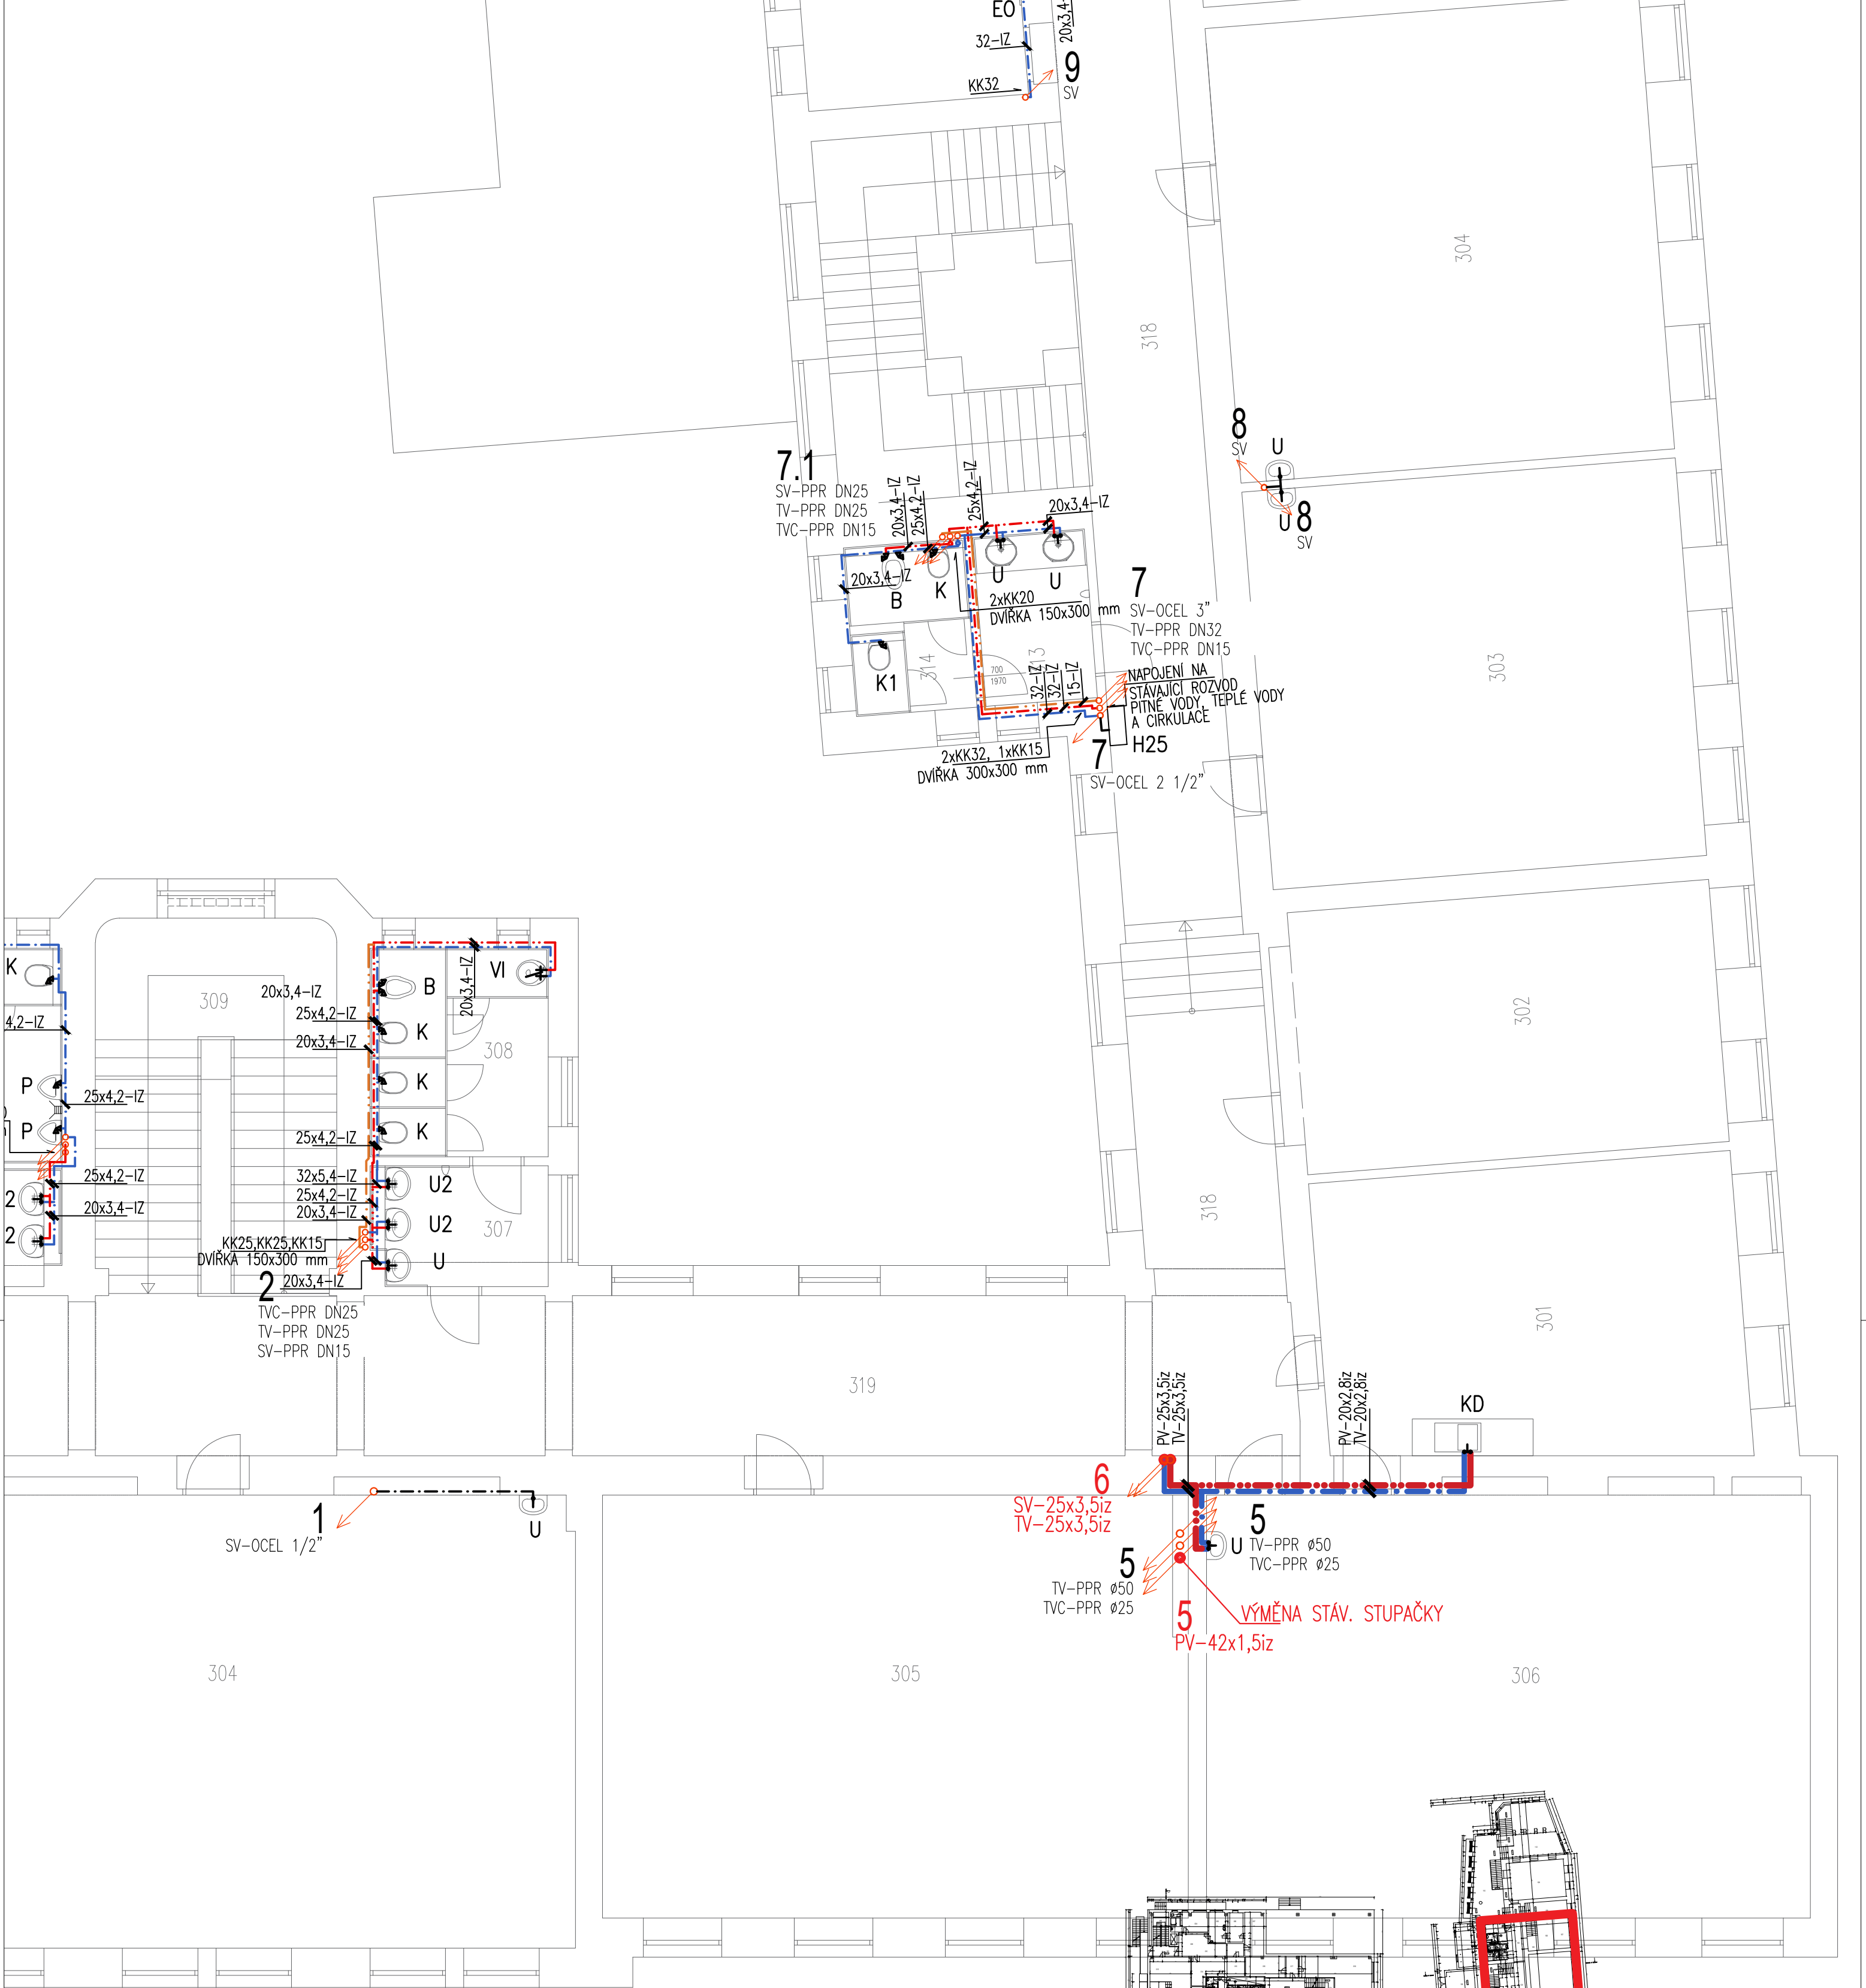 EO
20x3,4-
32-IZ
9
SV
KK32
304
318
8
SV
U
U
8
SV
7.1
SV-PPR DN25
TV-PPR DN25
TVC-PPR DN15
20x3,4-IZ
25x4,2-IZ
25x4,2-IZ
20x3,4-IZ
20x3,4-IZ
B
K
U
U
2xKK20
DVÍŘKA 150x300 mm
7
SV-OCEL 3"
TV-PPR DN32
TVC-PPR DN15
K1
314
700
1970
32-IZ
32-IZ
15-IZ
NAPOJENÍ NA
STÁVAJÍCÍ ROZVOD
PITNÉ VODY, TEPLÉ VODY
A CIRKULACE
H25
7
SV-OCEL 2 1/2"
2xKK32, 1xKK15
DVÍŘKA 300x300 mm
303
302
318
301
K
4,2-IZ
P
P
25x4,2-IZ
25x4,2-IZ
20x3,4-IZ
2
2
309
20x3,4-IZ
25x4,2-IZ
20x3,4-IZ
25x4,2-IZ
32x5,4-IZ
25x4,2-IZ
20x3,4-IZ
20x3,4-IZ
VI
B
K
308
K
K
U2
U2
307
U
KK25,KK25,KK15
DVÍŘKA 150x300 mm
2
20x3,4-IZ
TVC-PPR DN25
TV-PPR DN25
SV-PPR DN15
319
PV-25x3,5iz
TV-25x3,5iz
PV-20x2,8iz
TV-20x2,8iz
KD
6
SV-25x3,5iz
TV-25x3,5iz
1
SV-OCEL 1/2"
U
5
U
TV-PPR ø50
TVC-PPR ø25
5
TV-PPR ø50
TVC-PPR ø25
5
PV-42x1,5iz
VÝMĚNA STÁV. STUPAČKY
304
305
306